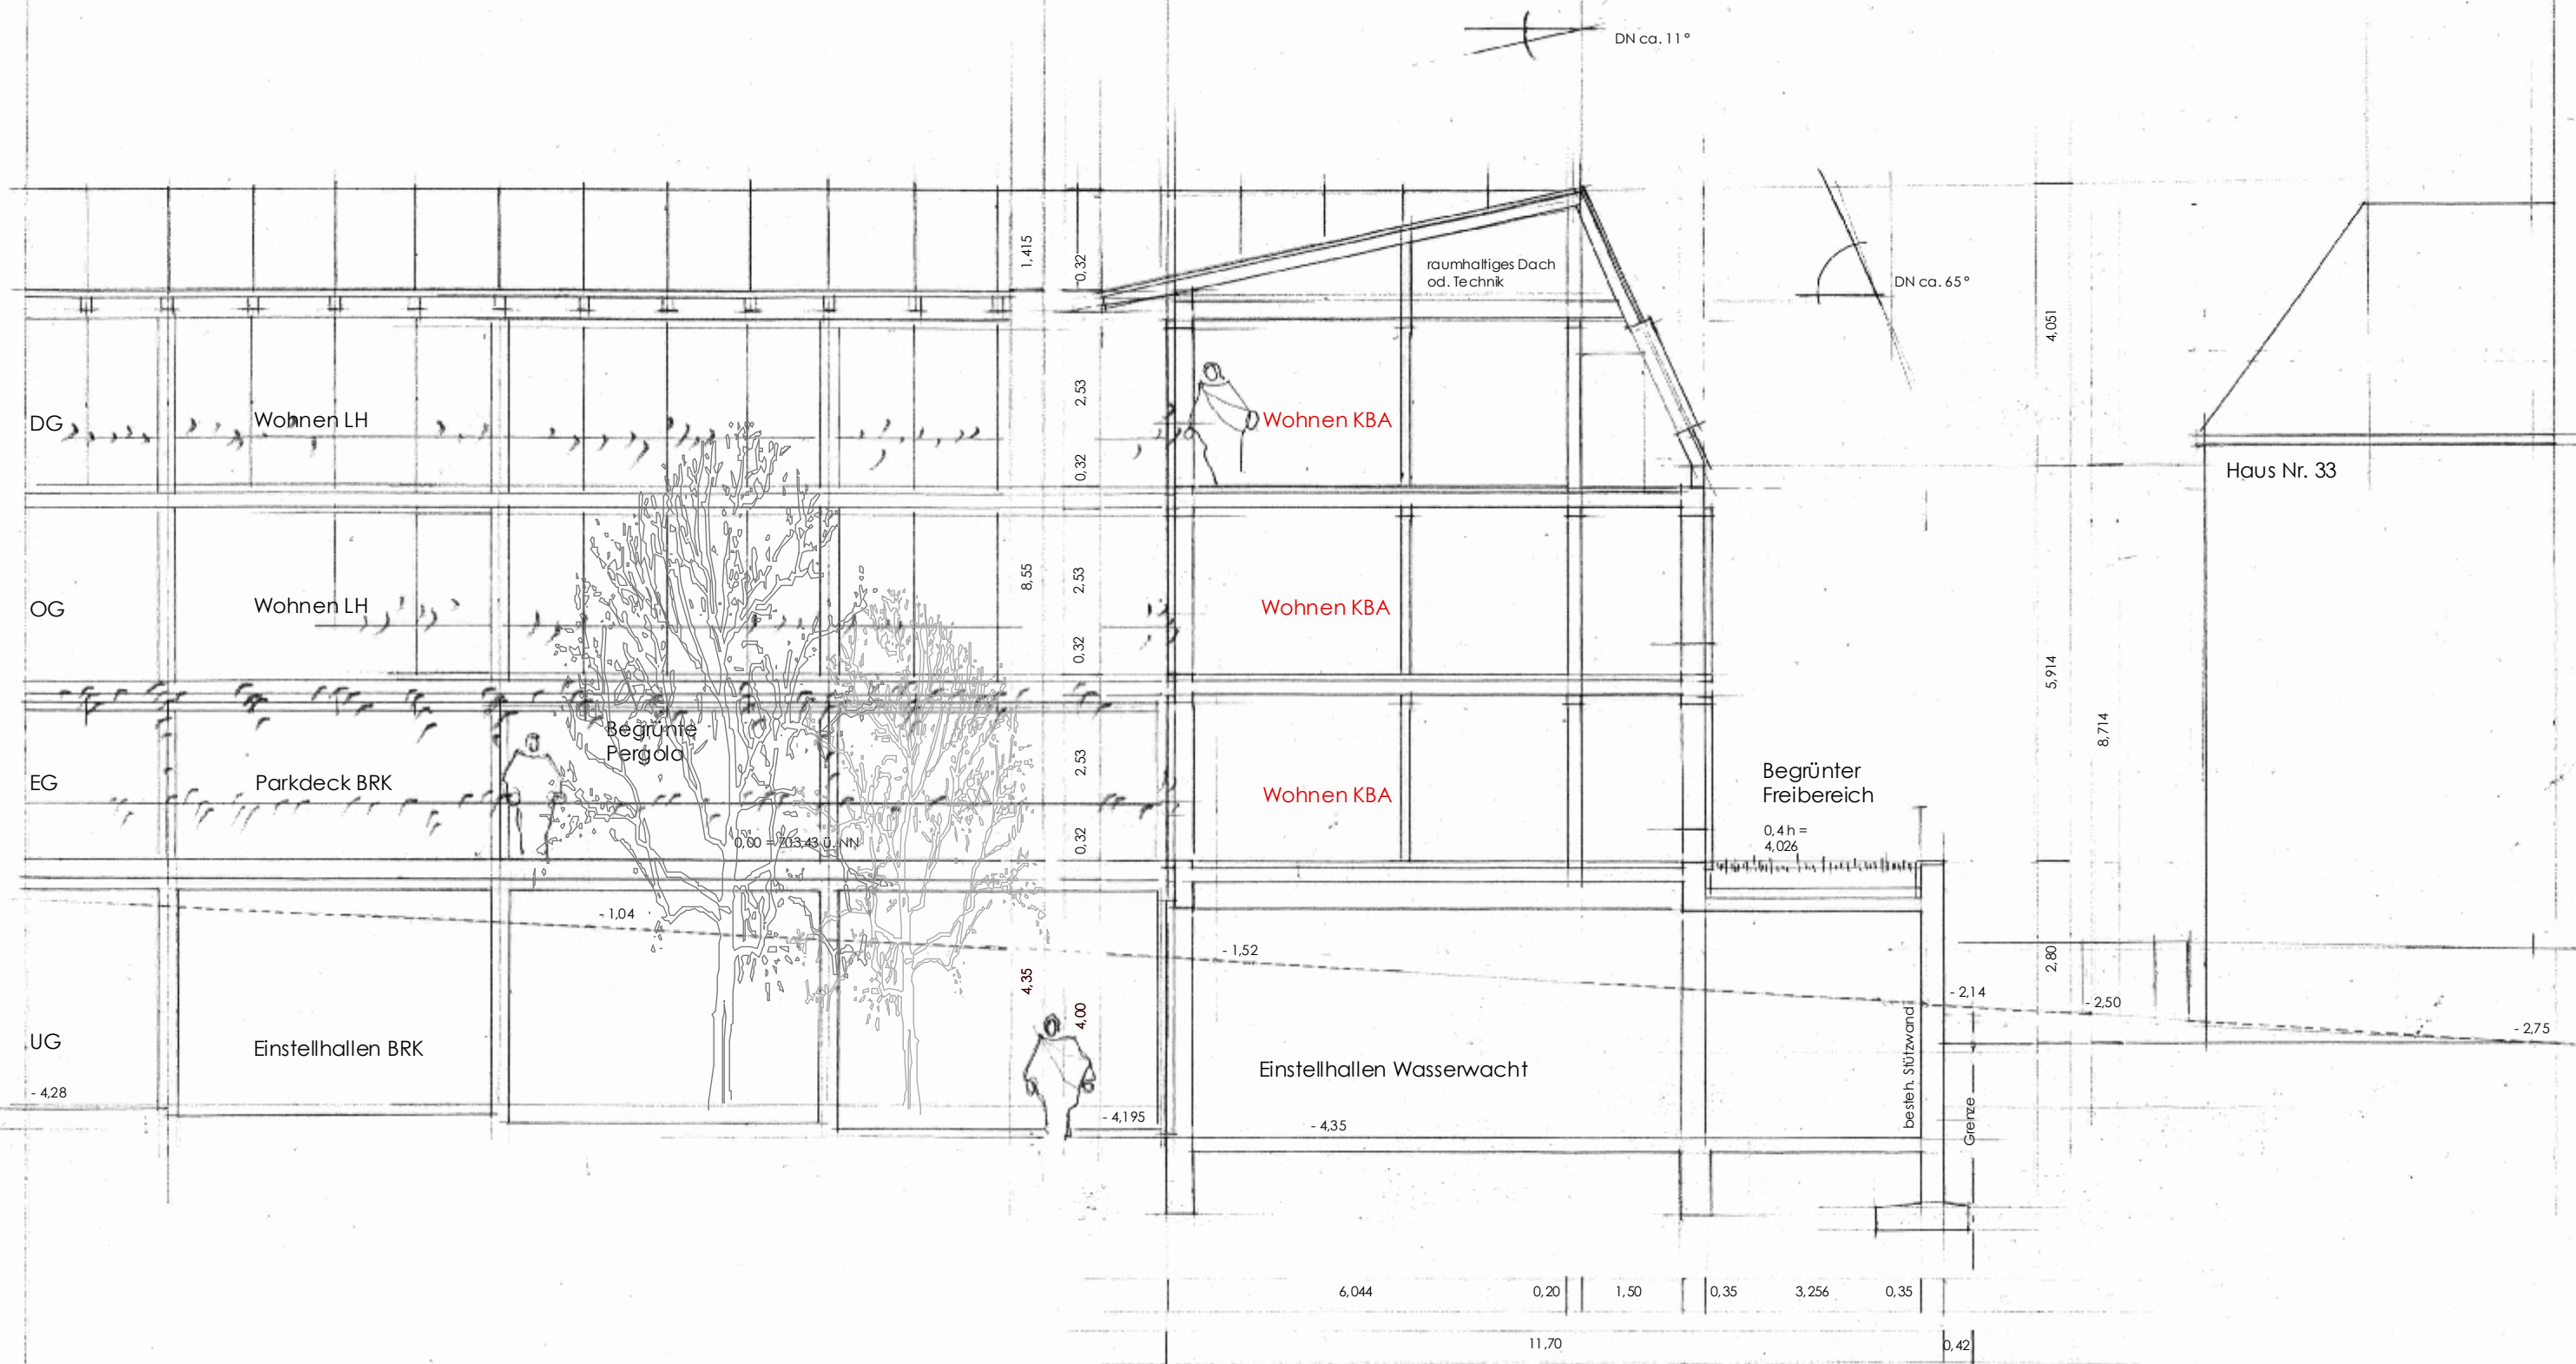 DN ca. 11°
1,415
0,32
raumhaltiges Dach
od. Technik
DN ca. 65°
4,051
DG
Wohnen LH
2,53
Wohnen KBA
0,32
Haus Nr. 33
OG
Wohnen LH
8,55
2,53
Wohnen KBA
0,32
5,914
8,714
Begrünte
Pergola
EG
Parkdeck BRK
2,53
Wohnen KBA
Begrünter
Freibereich
0,4 h =
4,026
0,00 = 703,43 ü. NN
0,32
- 1,04
- 1,52
2,80
4,35
4,00
- 2,14
- 2,50
- 2,75
UG
Einstellhallen BRK
Einstellhallen Wasserwacht
besteh. Stützwand
Grenze
- 4,28
- 4,195
- 4,35
6,044
0,20
1,50
0,35
3,256
0,35
11,70
0,42